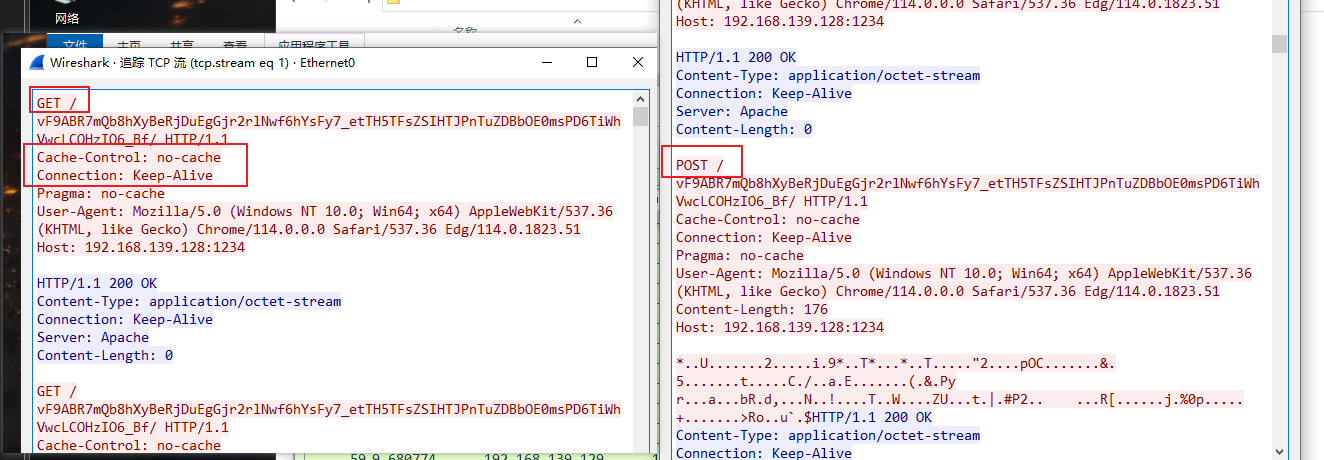 网络
文件
主页
共享
查看
应用程序工具
名称
Wireshark · 追踪 TCP 流 (tcp.stream eq 1) · Ethernet0
GET /
vF9ABR7mQb8hXyBeRjDuEgGjr2rlNwf6hYsFy7_etTH5TFsZSIHTJPnTuZDBbOE0msPD6TiWh
VwcLCOHzIO6_Bf/ HTTP/1.1
Cache-Control: no-cache
Connection: Keep-Alive
Pragma: no-cache
User-Agent: Mozilla/5.0 (Windows NT 10.0; Win64; x64) AppleWebKit/537.36
(KHTML, like Gecko) Chrome/114.0.0.0 Safari/537.36 Edg/114.0.1823.51
Host: 192.168.139.128:1234
HTTP/1.1 200 OK
Content-Type: application/octet-stream
Connection: Keep-Alive
Server: Apache
Content-Length: 0
GET /
vF9ABR7mQb8hXyBeRjDuEgGjr2rlNwf6hYsFy7_etTH5TFsZSIHTJPnTuZDBbOE0msPD6TiWh
VwcLCOHzIO6_Bf/ HTTP/1.1
Cache-Control: no-cache
Connection: Keep-Alive
(KHTML, like Gecko) Chrome/114.0.0.0 Safari/537.36 Edg/114.0.1823.51
Host: 192.168.139.128:1234
HTTP/1.1 200 OK
Content-Type: application/octet-stream
Connection: Keep-Alive
Server: Apache
Content-Length: 0
POST /
vF9ABR7mQb8hXyBeRjDuEgGjr2rlNwf6hYsFy7_etTH5TFsZSIHTJPnTuZDBbOE0msPD6TiWh
VwcLCOHzIO6_Bf/ HTTP/1.1
Cache-Control: no-cache
Connection: Keep-Alive
Pragma: no-cache
User-Agent: Mozilla/5.0 (Windows NT 10.0; Win64; x64) AppleWebKit/537.36
(KHTML, like Gecko) Chrome/114.0.0.0 Safari/537.36 Edg/114.0.1823.51
Content-Length: 176
Host: 192.168.139.128:1234
*..U.......2.....i.9*..T*...*..T....."2....pOC.......&.
5.......t.....C./..a.E.......(.&.Py
r...a...bR.d,...N..!....T..W....ZU...t.|.#P2..    ...R[......j.%0p.....
+.......>Ro..u`.$HTTP/1.1 200 OK
Content-Type: application/octet-stream
Connection: Keep-Alive
59 9.680774 192.168.139.129